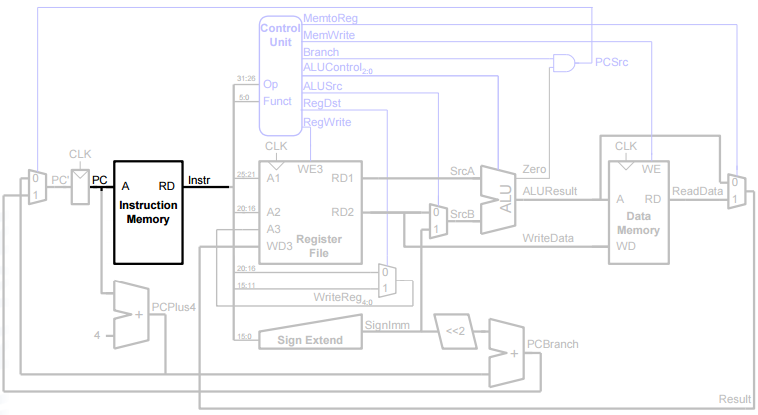 MemtoReg
Control
Unit
MemWrite
Branch
ALUControl2:0
PCSrc
31:26
Op
ALUSrc
5:0
Funct
RegDst
RegWrite
CLK
CLK
CLK
0
1
PC'
PC
A
RD
Instr
Instruction
Memory
25:21
A1
WE3
RD1
SrcA
Zero
WE
20:16
A2
RD2
0
1
SrcB
ALU
ALUResult
A
RD
ReadData
0
1
A3
WD3
Register
File
Data
Memory
WriteData
WD
20:16
0
15:11
1
WriteReg4:0
PCPlus4
+
4
SignImm
<<2
15:0
Sign Extend
+
PCBranch
Result